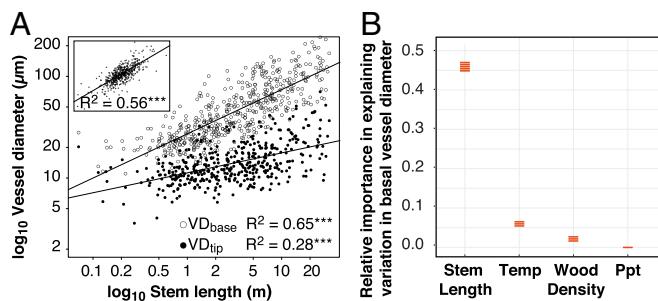 A
log10 Vessel diameter (µm)
200
100
50
20
10
5
2
R² = 0.56***
VDbase R² = 0.65***
VDtip R² = 0.28***
0.1 0.2 0.5 1 2 5 10 20
log10 Stem length (m)
B
Relative importance in explaining
variation in basal vessel diameter
0.5
0.4
0.3
0.2
0.1
0.0
Stem Temp Wood Ppt
Length Density